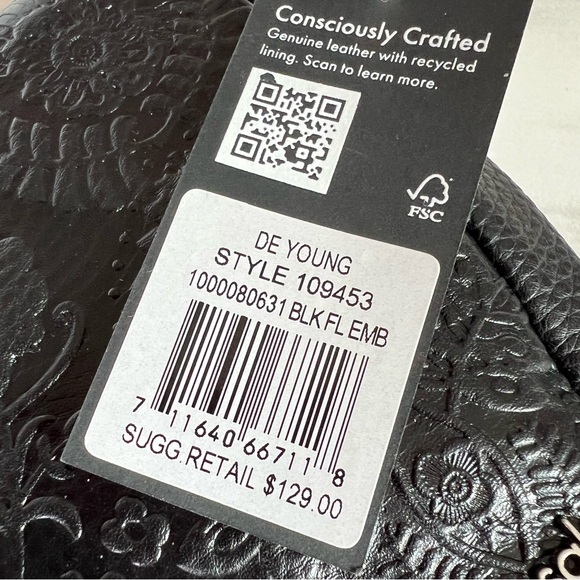 Consciously Crafted
Genuine leather with recycled
lining. Scan to learn more.
FSC
DE YOUNG
STYLE 109453
1000080631 BLK FL EMB
7 11640 66711 8
SUGG.RETAIL $129.00